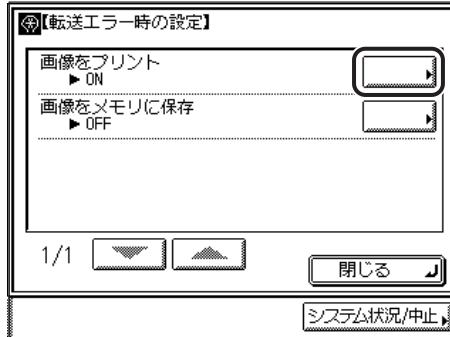 【転送エラー時の設定】
画像をプリント
▶ ON
画像をメモリに保存
▶ OFF
1/1
閉じる
システム状況/中止